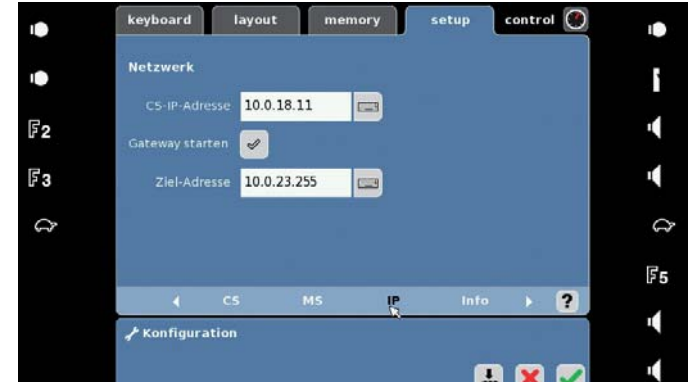 keyboard layout memory setup control
Netzwerk
CS-IP-Adresse 10.0.18.11
Gateway starten
Ziel-Adresse 10.0.23.255
F2
F3
F5
CS MS IP Info ?
Konfiguration